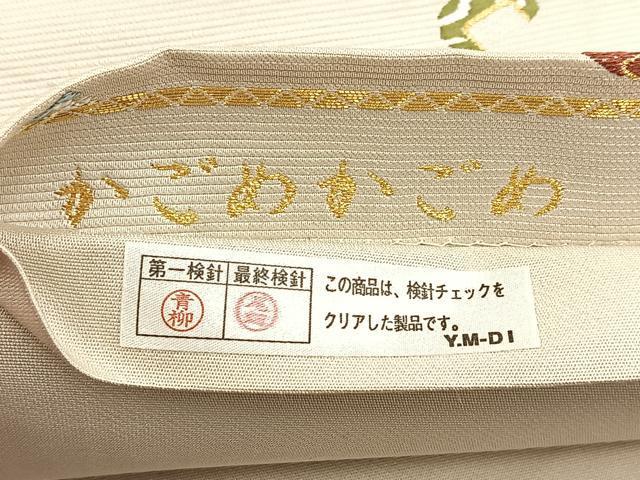 かごめかごめ
第一検針 最終検針
青柳
この商品は、検針チェックを
クリアした製品です。
Y.M-DI